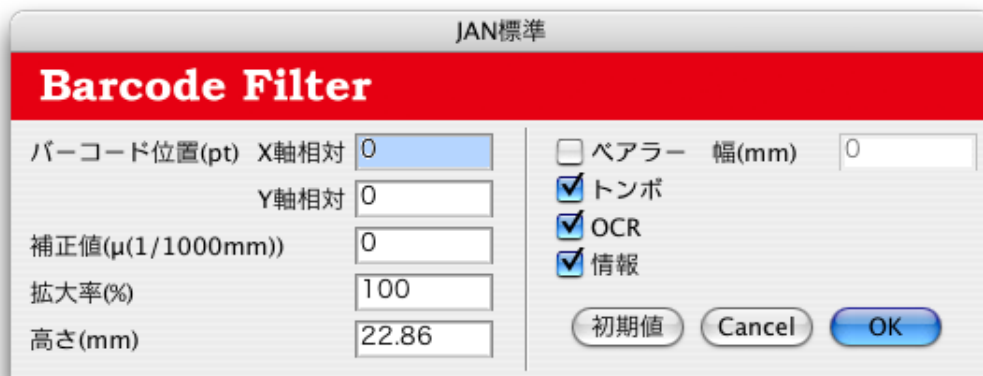 JAN標準
Barcode Filter
バーコード位置(pt) X軸相対 0
Y軸相対 0
補正値(μ(1/1000mm)) 0
拡大率(%) 100
高さ(mm) 22.86
ベアラー 幅(mm) 0
トンボ
OCR
情報
初期値 Cancel OK